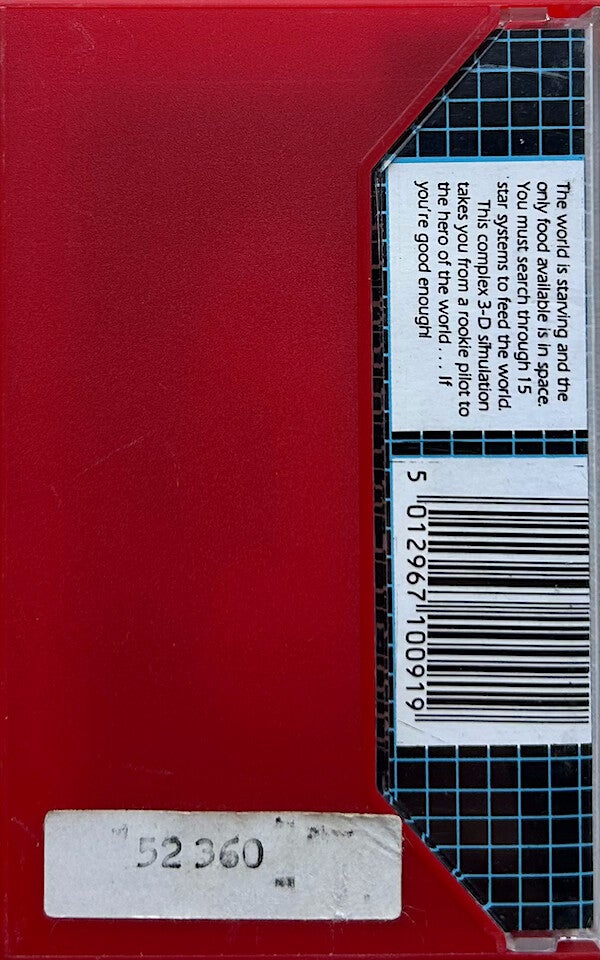 The world is starving and the
only food available is in space.
You must search through 15
star systems to feed the world.
This complex 3-D simulation
takes you from a rookie pilot to
the hero of the world . . . If
you're good enough!
5 012967 100919
52 360